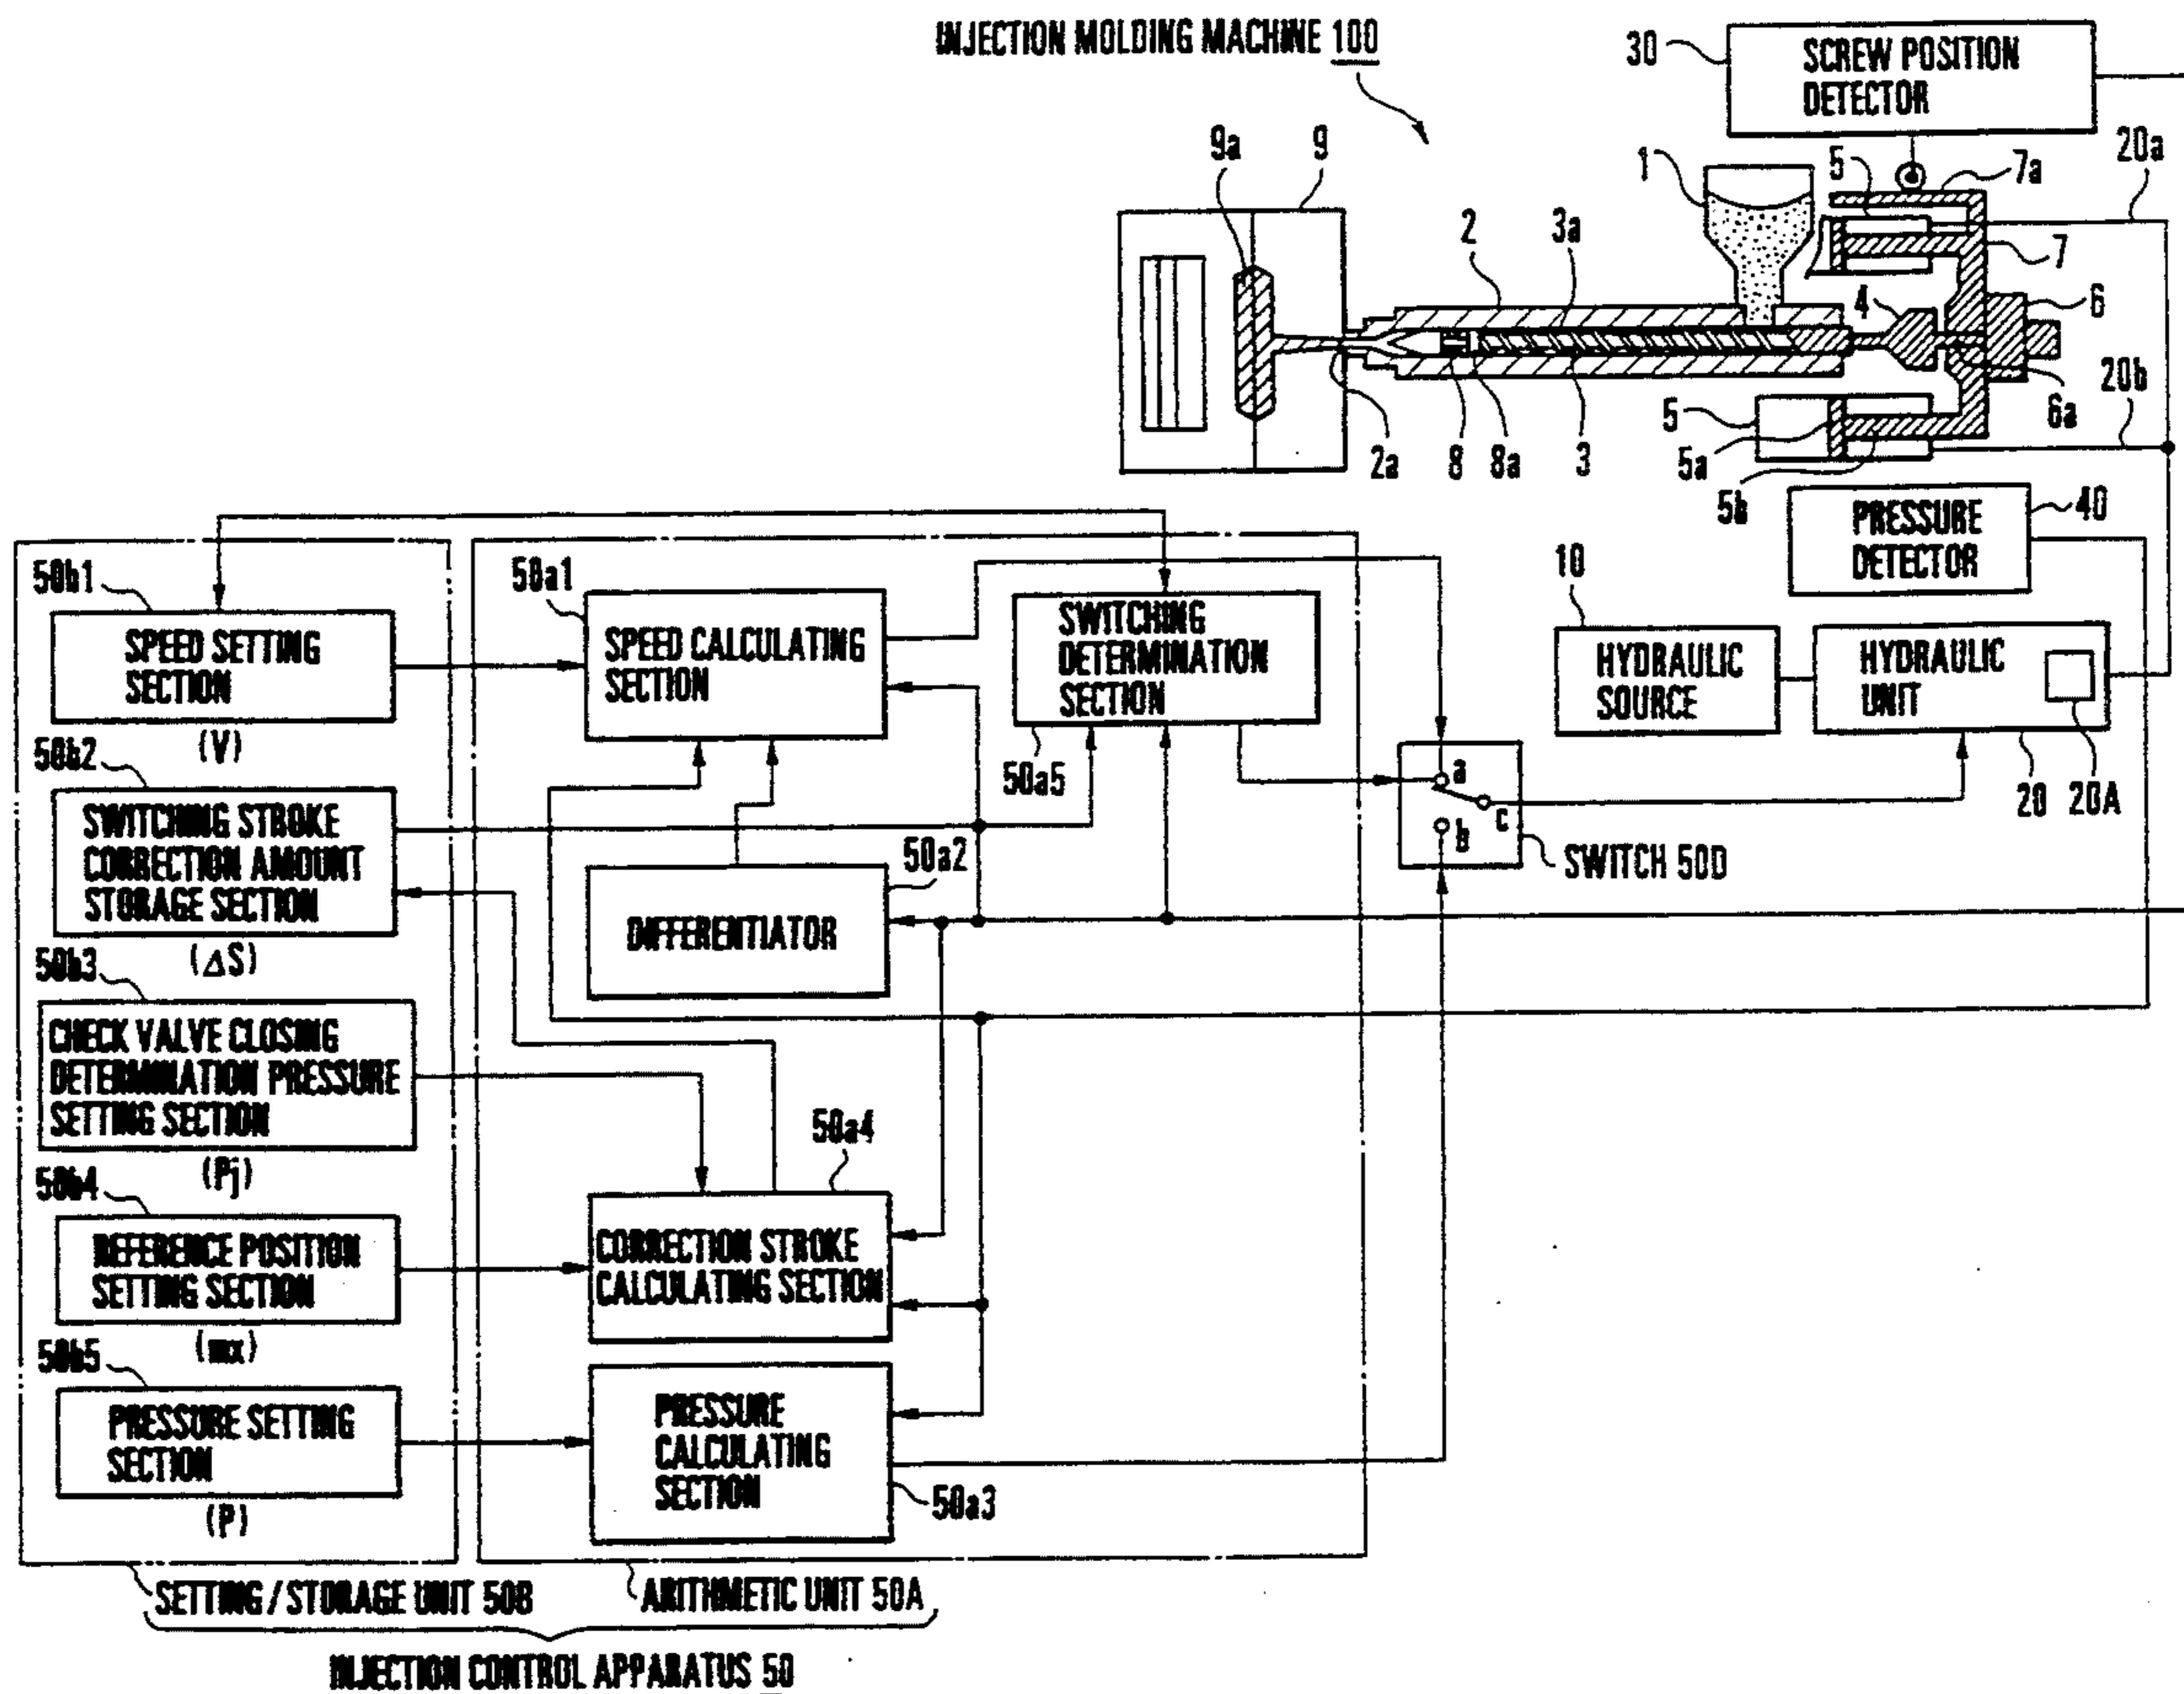 INJECTION MOLDING MACHINE 100
30
SCREW POSITION
DETECTOR
9a
9
1
5
7a
20a
2
3a
7
4
6
20b
6a
5
5a
5b
2a
8
8a
3
PRESSURE
DETECTOR
40
10
HYDRAULIC
SOURCE
HYDRAULIC
UNIT
20
20A
50b1
SPEED SETTING
SECTION
(V)
50a1
SPEED CALCULATING
SECTION
SWITCHING
DETERMINATION
SECTION
50a5
50b2
SWITCHING STROKE
CORRECTION AMOUNT
STORAGE SECTION
(ΔS)
50a2
DIFFERENTIATOR
a
b
c
SWITCH 50D
50b3
CHECK VALVE CLOSING
DETERMINATION PRESSURE
SETTING SECTION
(Pj)
50a4
CORRECTION STROKE
CALCULATING SECTION
50b4
REFERENCE POSITION
SETTING SECTION
(mx)
50b5
PRESSURE SETTING
SECTION
(P)
PRESSURE
CALCULATING
SECTION
50a3
SETTING/STORAGE UNIT 50B
ARITHMETIC UNIT 50A
INJECTION CONTROL APPARATUS 50